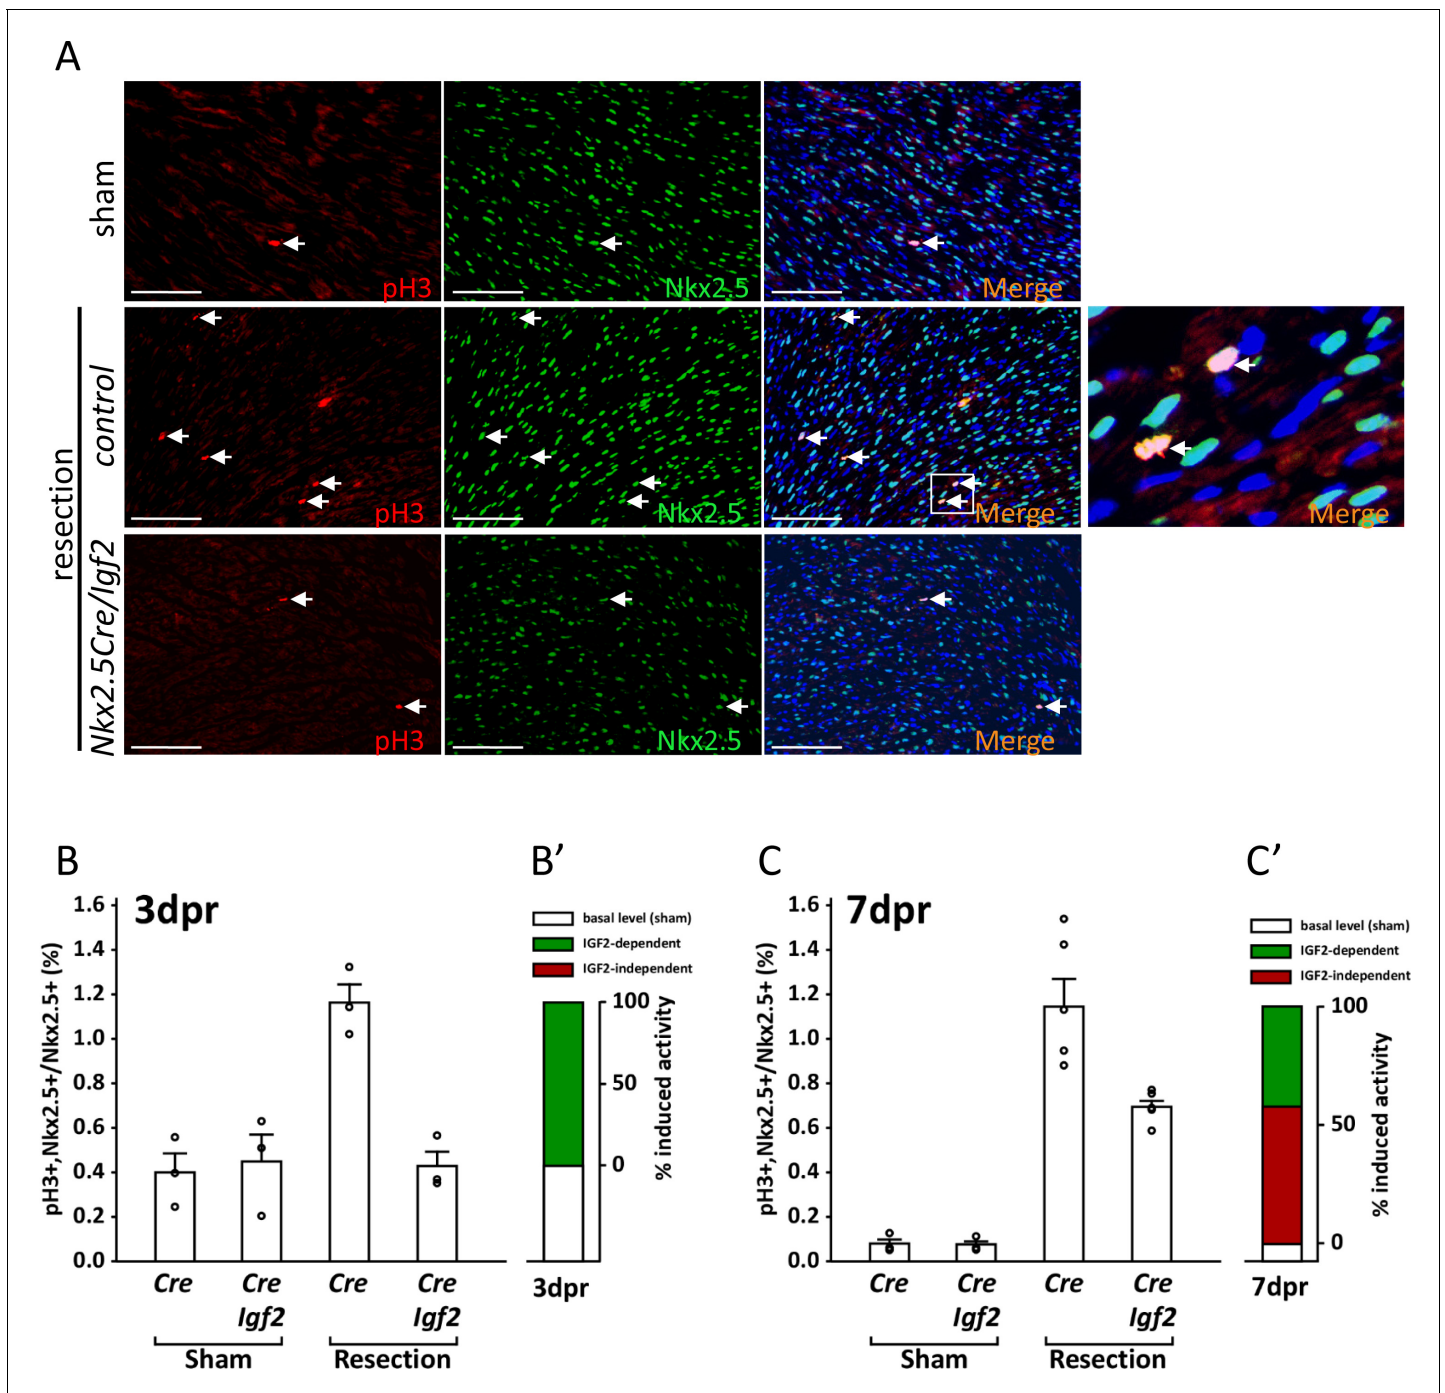 A
sham
pH3
Nkx2.5
Merge
resection
control
pH3
Nkx2.5
Merge
Merge
Nkx2.5Cre/Igf2
pH3
Nkx2.5
Merge
B
3dpr
pH3+,Nkx2.5+/Nkx2.5+ (%)
1.6
1.4
1.2
1.0
0.8
0.6
0.4
0.2
0.0
Cre
Cre
Igf2
Cre
Cre
Igf2
Sham
Resection
B’
basal level (sham)
IGF2-dependent
IGF2-independent
100
50
0
% induced activity
3dpr
C
7dpr
pH3+,Nkx2.5+/Nkx2.5+ (%)
1.6
1.4
1.2
1.0
0.8
0.6
0.4
0.2
0.0
Cre
Cre
Igf2
Cre
Cre
Igf2
Sham
Resection
C’
basal level (sham)
IGF2-dependent
IGF2-independent
100
50
0
% induced activity
7dpr